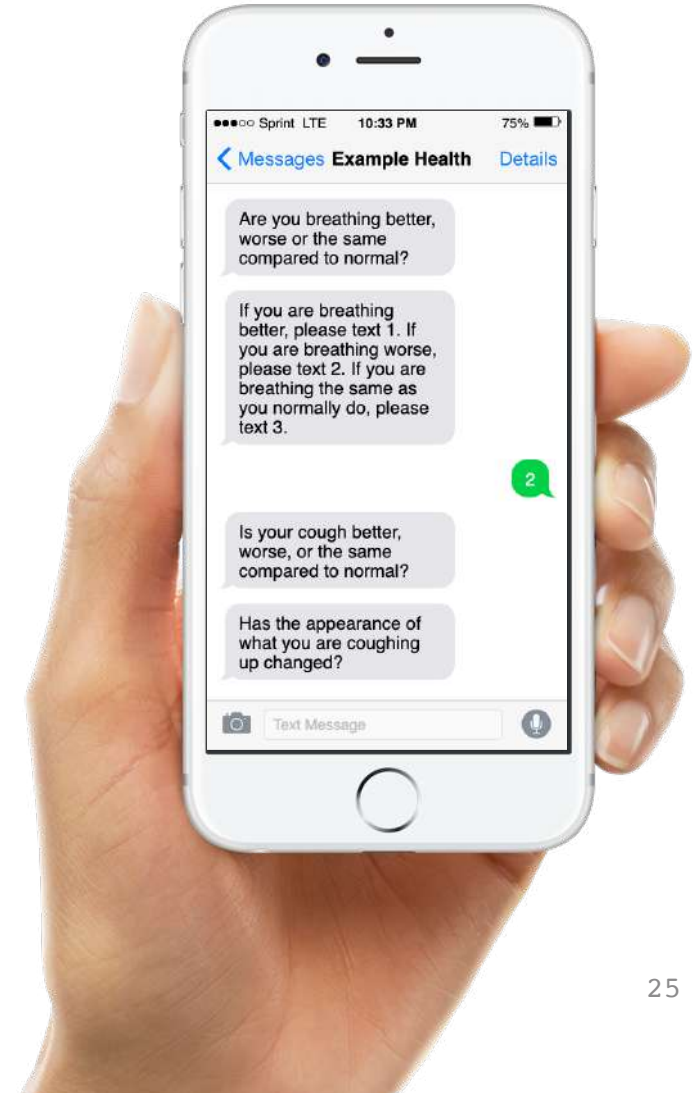 Sprint LTE 10:33 PM 75%
Messages Example Health Details
Are you breathing better,
worse or the same
compared to normal?
If you are breathing
better, please text 1. If
you are breathing worse,
please text 2. If you are
breathing the same as
you normally do, please
text 3.
2
Is your cough better,
worse, or the same
compared to normal?
Has the appearance of
what you are coughing
up changed?
Text Message
25